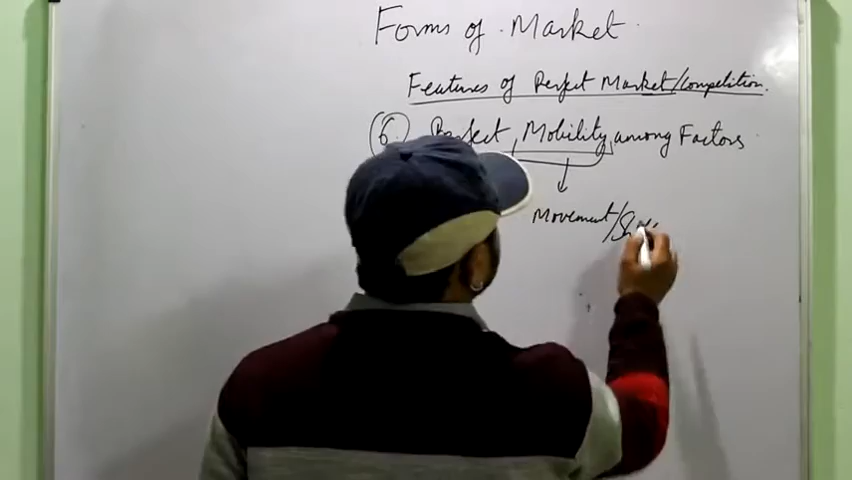 Forms of Market
Features of Perfect Market/Competition.
6. Perfect Mobility among Factors
Movement/